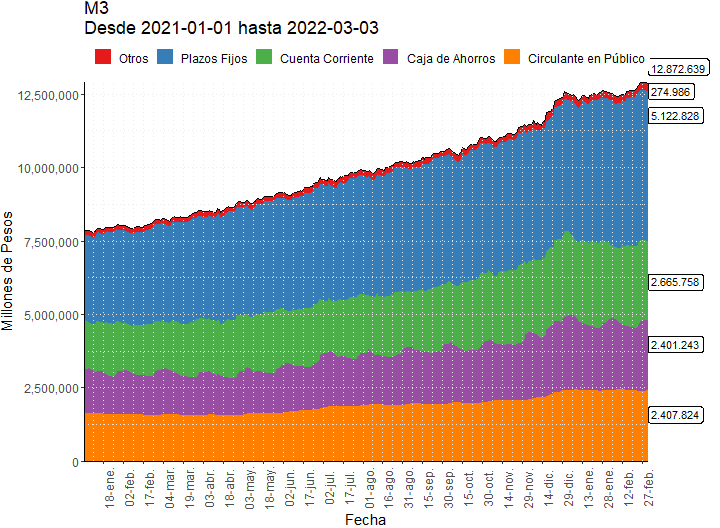 M3
Desde 2021-01-01 hasta 2022-03-03
Otros Plazos Fijos Cuenta Corriente Caja de Ahorros Circulante en Público
12.872.639
274.986
5.122.828
2.665.758
2.401.243
2.407.824
12,500,000
10,000,000
7,500,000
5,000,000
2,500,000
0
Millones de Pesos
18-ene.
02-feb.
17-feb.
04-mar.
19-mar.
03-abr.
18-abr.
03-may.
18-may.
02-jun.
17-jun.
02-jul.
17-jul.
01-ago.
16-ago.
31-ago.
15-sep.
30-sep.
15-oct.
30-oct.
14-nov.
29-nov.
14-dic.
29-dic.
13-ene.
28-ene.
12-feb.
27-feb.
Fecha